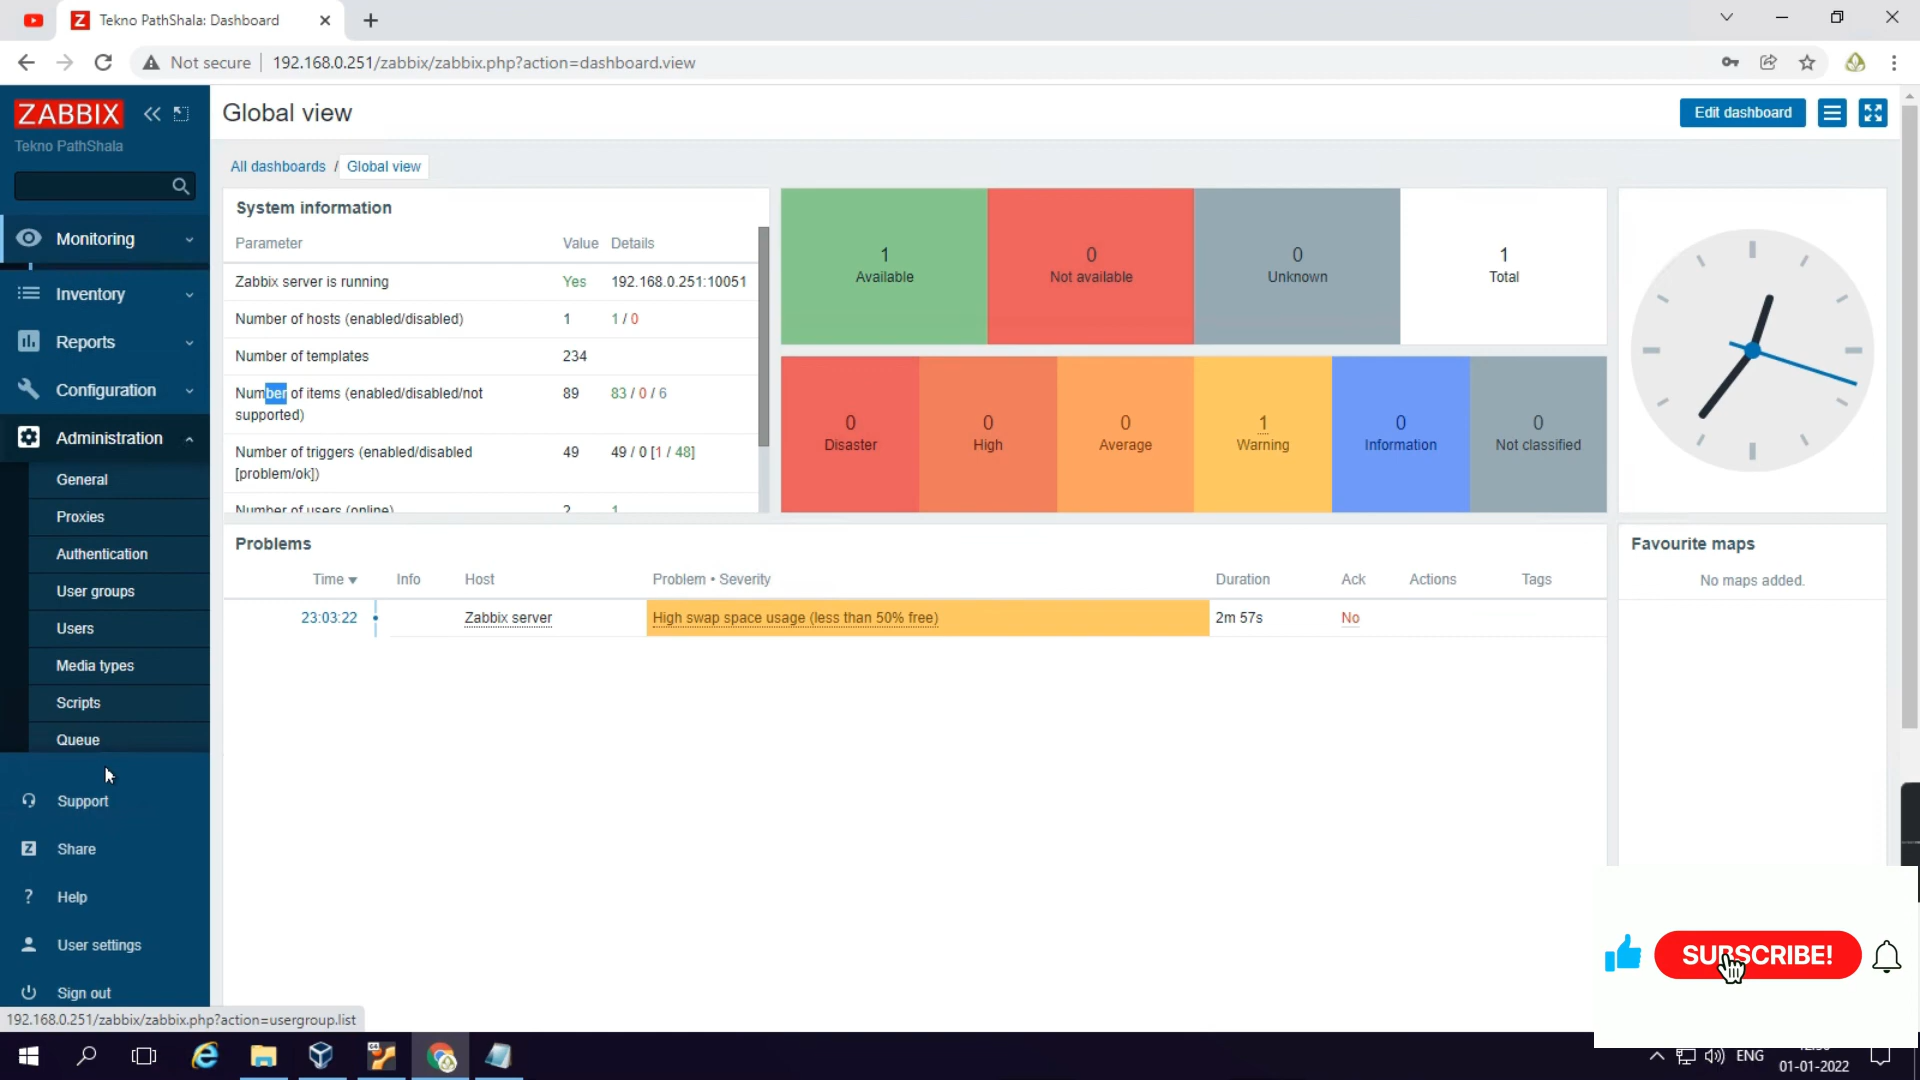 Tekno PathShala: Dashboard
Not secure
192.168.0.251/zabbix/zabbix.php?action=dashboard.view
ZABBIX
Tekno PathShala
Monitoring
Inventory
Reports
Configuration
Administration
General
Proxies
Authentication
User groups
Users
Media types
Scripts
Queue
Support
Share
Help
User settings
Sign out
192.168.0.251/zabbix/zabbix.php?action=usergroup.list
Global view
Edit dashboard
All dashboards / Global view
System information
Parameter Value Details
Zabbix server is running Yes 192.168.0.251:10051
Number of hosts (enabled/disabled) 1 1 / 0
Number of templates 234
Number of items (enabled/disabled/not 89 83 / 0 / 6
supported)
Number of triggers (enabled/disabled 49 49 / 0 [1 / 48]
[problem/ok])
Number of users (online) 2 1
1 0 0 1
Available Not available Unknown Total
0 0 0 1 0 0
Disaster High Average Warning Information Not classified
Problems
Time Info Host Problem • Severity Duration Ack Actions Tags
23:03:22 Zabbix server High swap space usage (less than 50% free) 2m 57s No
Favourite maps
No maps added.
SUBSCRIBE!
ENG
01-01-2022